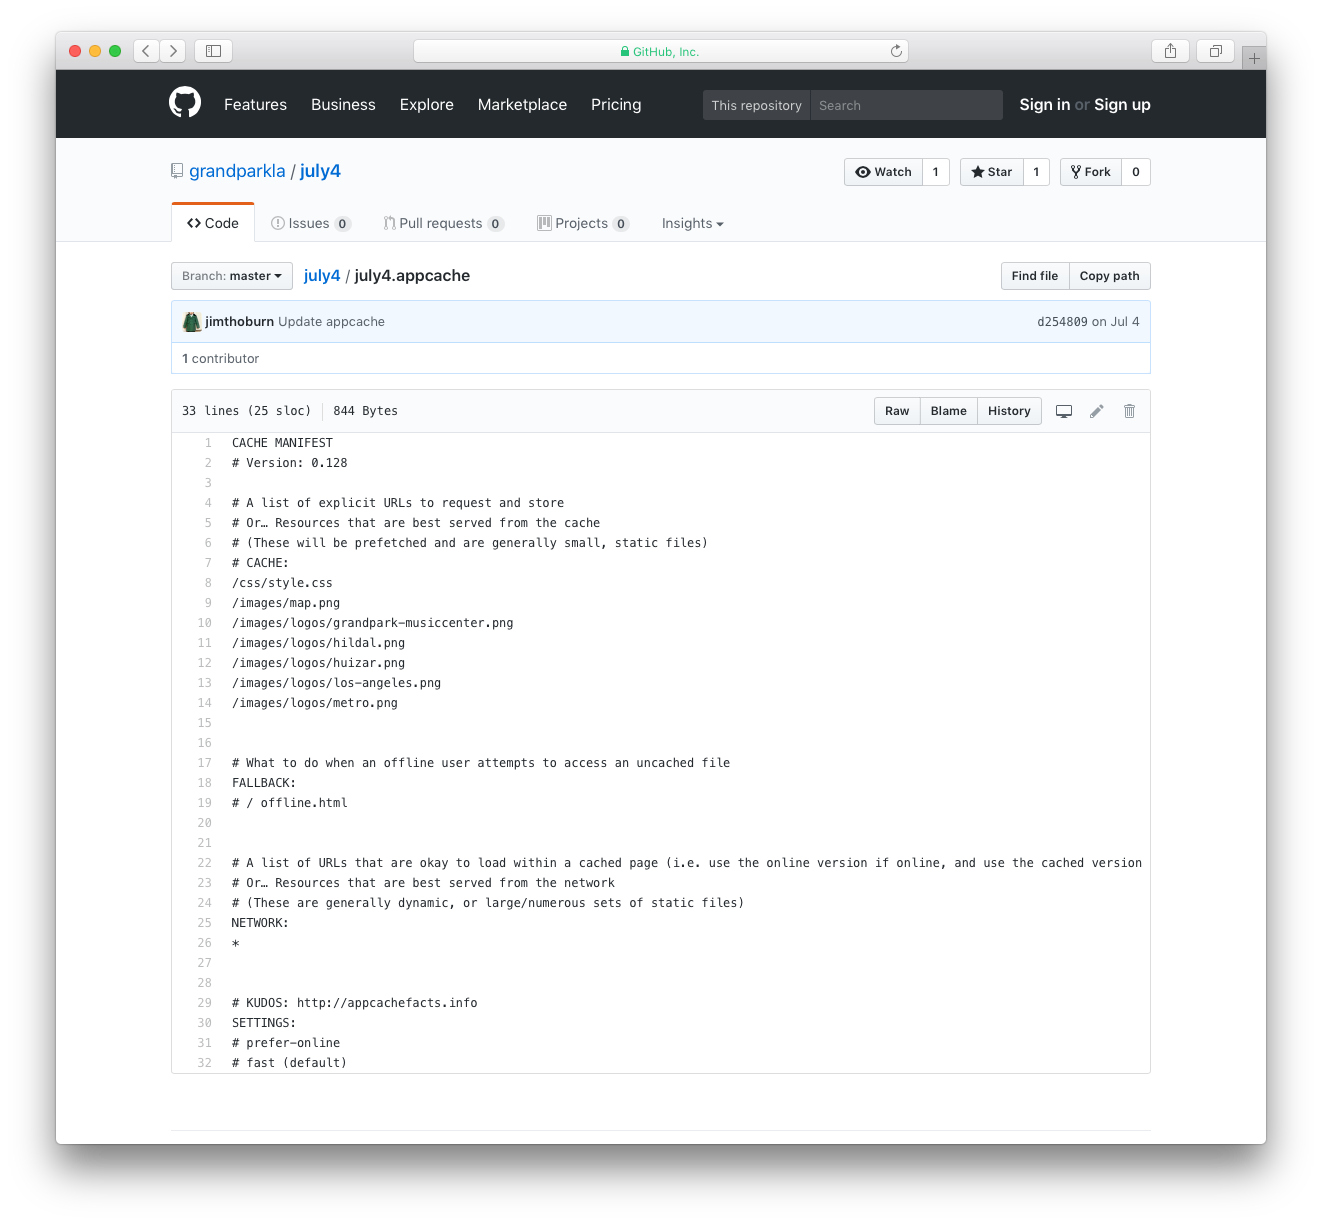 GitHub, Inc.
Features Business Explore Marketplace Pricing This repository Search Sign in or Sign up
grandparkla / july4 Watch 1 Star 1 Fork 0
Code Issues 0 Pull requests 0 Projects 0 Insights
Branch: master july4 / july4.appcache Find file Copy path
jimthoburn Update appcache d254809 on Jul 4
1 contributor
33 lines (25 sloc) 844 Bytes Raw Blame History
1 CACHE MANIFEST
2 # Version: 0.128
3
4 # A list of explicit URLs to request and store
5 # Or… Resources that are best served from the cache
6 # (These will be prefetched and are generally small, static files)
7 # CACHE:
8 /css/style.css
9 /images/map.png
10 /images/logos/grandpark-musiccenter.png
11 /images/logos/hildal.png
12 /images/logos/huizar.png
13 /images/logos/los-angeles.png
14 /images/logos/metro.png
15
16
17 # What to do when an offline user attempts to access an uncached file
18 FALLBACK:
19 # / offline.html
20
21
22 # A list of URLs that are okay to load within a cached page (i.e. use the online version if online, and use the cached version
23 # Or… Resources that are best served from the network
24 # (These are generally dynamic, or large/numerous sets of static files)
25 NETWORK:
26 *
27
28
29 # KUDOS: http://appcachefacts.info
30 SETTINGS:
31 # prefer-online
32 # fast (default)